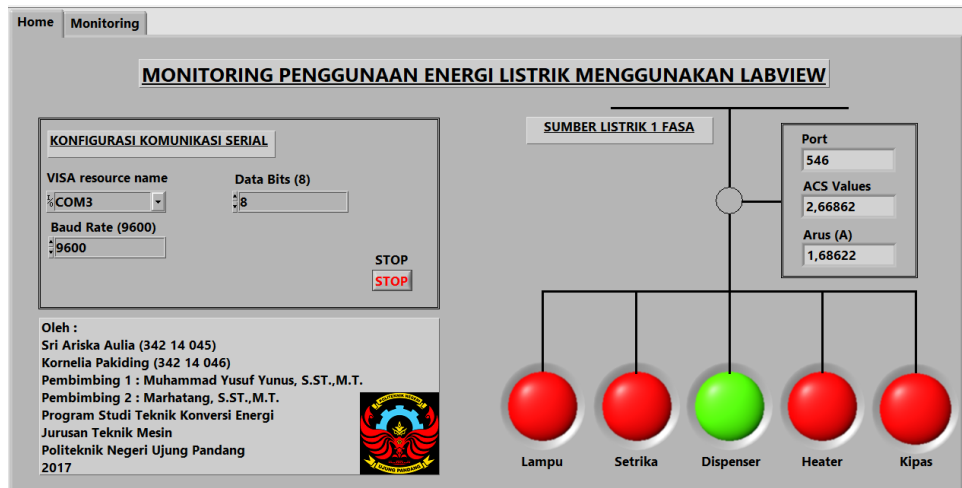 Home Monitoring
MONITORING PENGGUNAAN ENERGI LISTRIK MENGGUNAKAN LABVIEW
KONFIGURASI KOMUNIKASI SERIAL
VISA resource name
COM3
Data Bits (8)
8
Baud Rate (9600)
9600
STOP
STOP
SUMBER LISTRIK 1 FASA
Port
546
ACS Values
2,66862
Arus (A)
1,68622
Oleh :
Sri Ariska Aulia (342 14 045)
Kornelia Pakiding (342 14 046)
Pembimbing 1 : Muhammad Yusuf Yunus, S.ST.,M.T.
Pembimbing 2 : Marhatang, S.ST.,M.T.
Program Studi Teknik Konversi Energi
Jurusan Teknik Mesin
Politeknik Negeri Ujung Pandang
2017
POLITEKNIK NEGERI
UJUNG PANDANG
Lampu Setrika Dispenser Heater Kipas